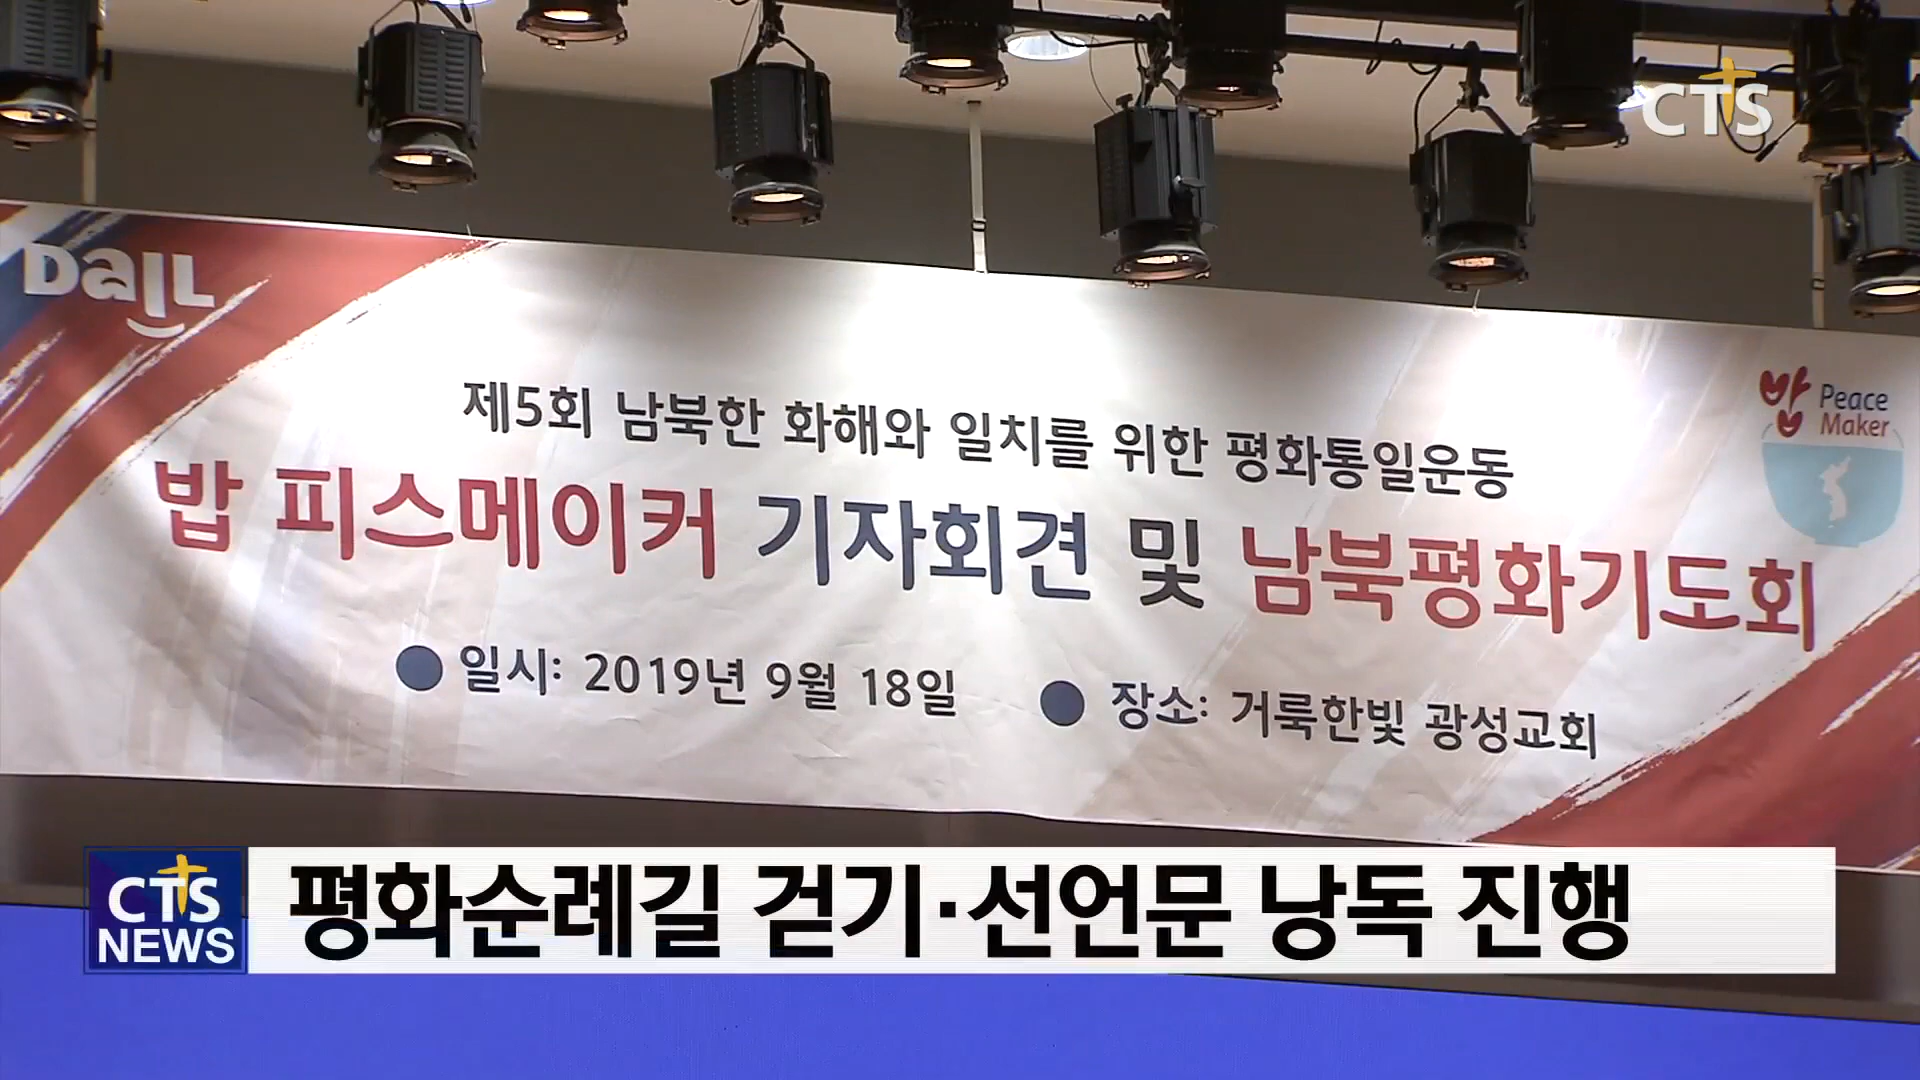 CTS
Dail
제5회 남북한 화해와 일치를 위한 평화통일운동
밥 Peace
Maker
밥 피스메이커 기자회견 및 남북평화기도회
● 일시: 2019년 9월 18일 ● 장소: 거룩한빛 광성교회
CTS
NEWS
평화순례길 걷기·선언문 낭독 진행